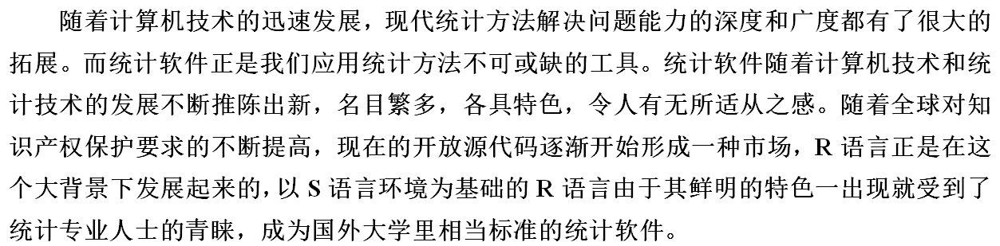 随着计算机技术的迅速发展，现代统计方法解决问题能力的深度和广度都有了很大的
拓展。而统计软件正是我们应用统计方法不可或缺的工具。统计软件随着计算机技术和统
计技术的发展不断推陈出新，名目繁多，各具特色，令人有无所适从之感。随着全球对知
识产权保护要求的不断提高，现在的开放源代码逐渐开始形成一种市场，R 语言正是在这
个大背景下发展起来的，以 S 语言环境为基础的 R 语言由于其鲜明的特色一出现就受到了
统计专业人士的青睐，成为国外大学里相当标准的统计软件。